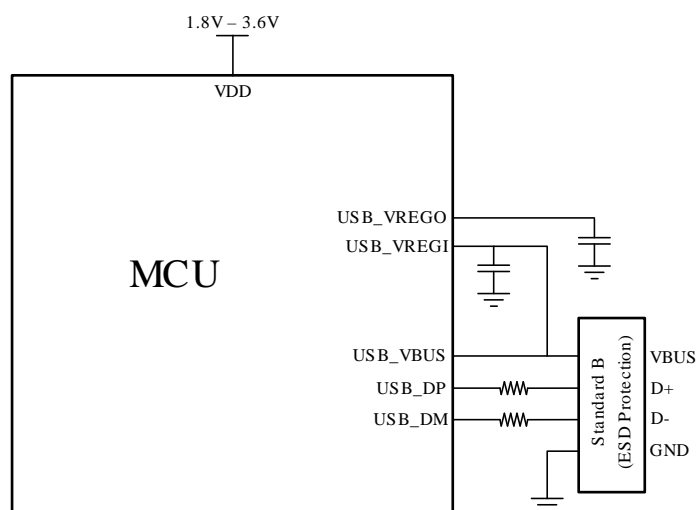 1.8V – 3.6V
VDD
USB_VREGO
USB_VREGI
MCU
USB_VBUS
USB_DP
USB_DM
Standard B
(ESD Protection)
VBUS
D+
D-
GND